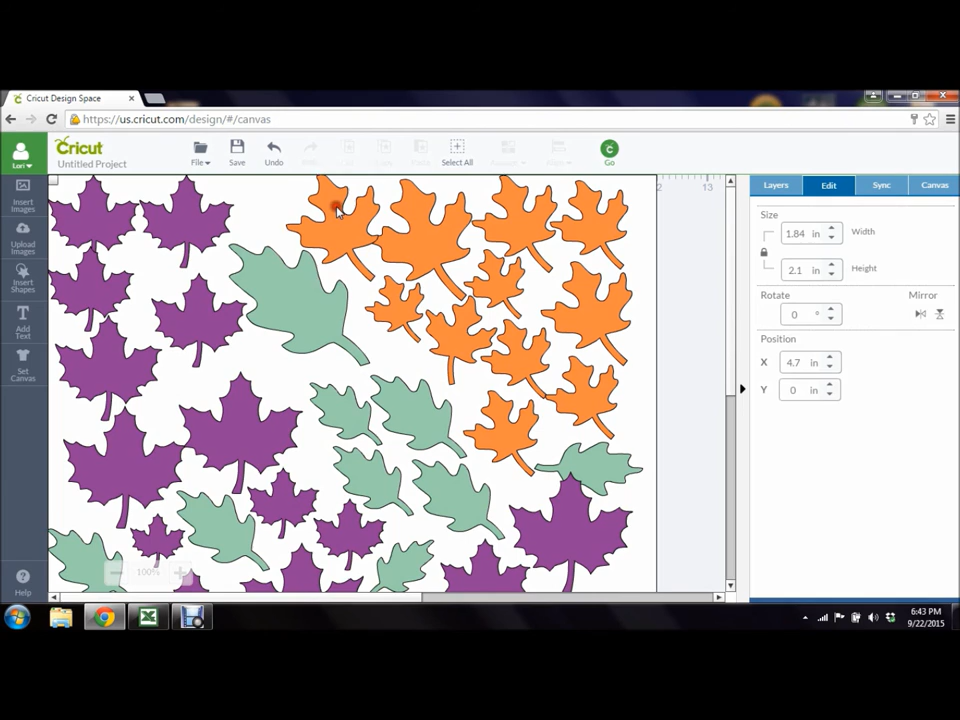 Cricut Design Space
https://us.cricut.com/design/#/canvas
Cricut
Untitled Project
Lori
File
Save
Undo
Select All
Go
2
13
Insert
Images
Upload
Images
Insert
Shapes
Add
Text
Set
Canvas
Help
100%
Layers
Edit
Sync
Canvas
Size
1.84 in
Width
2.1 in
Height
Rotate
Mirror
0 °
Position
X
4.7 in
Y
0 in
6:43 PM
9/22/2015